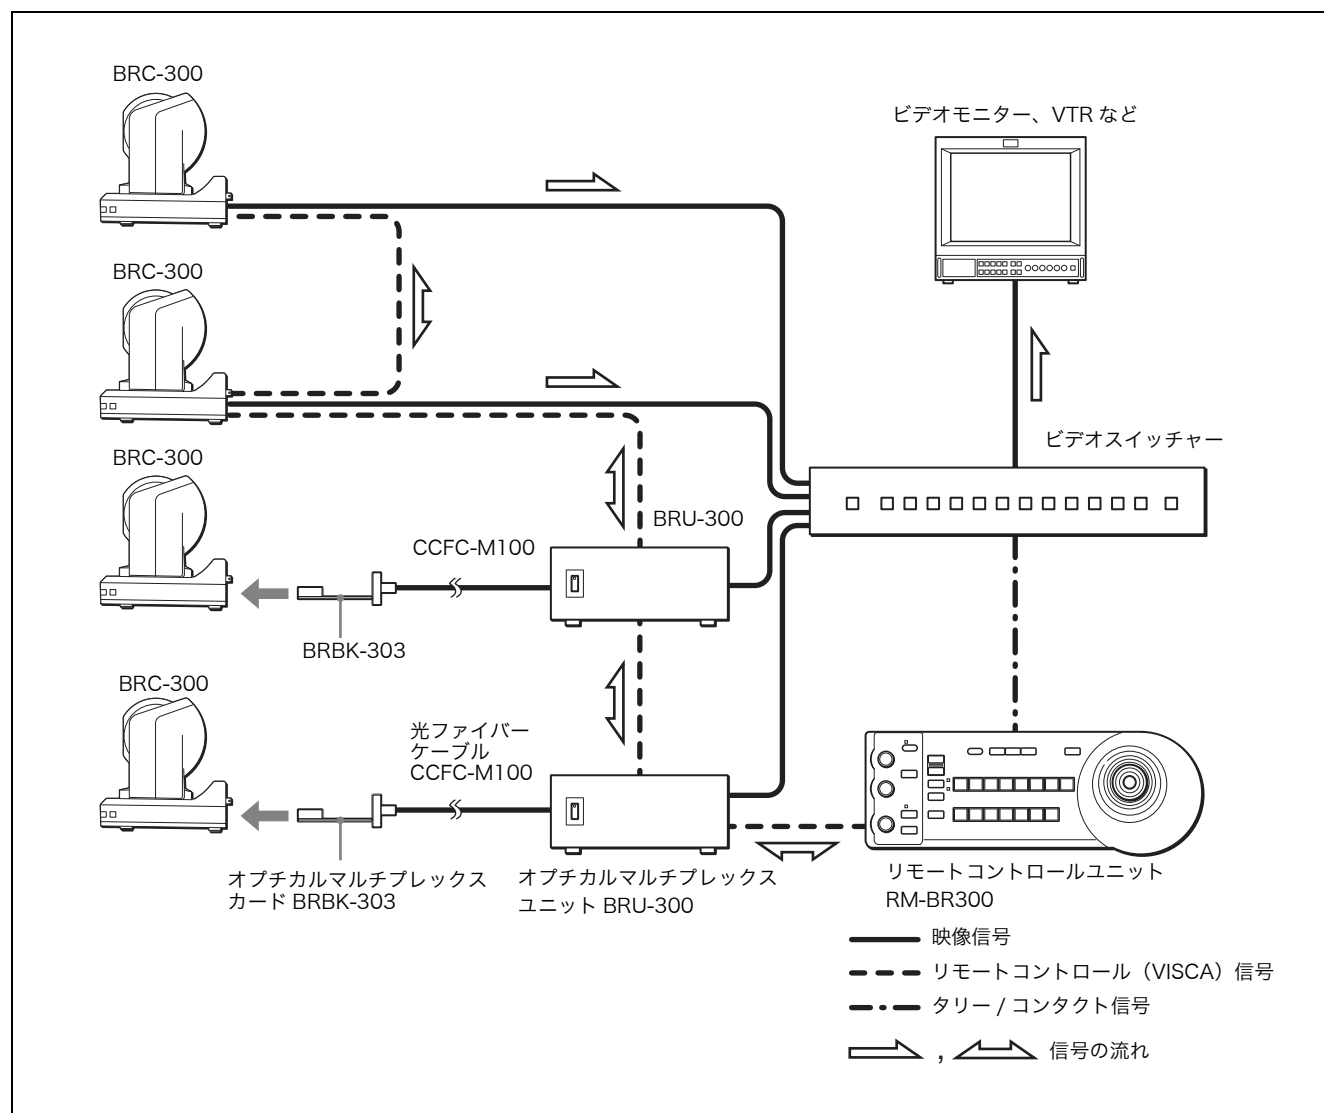 BRC-300
ビデオモニター、VTR など
BRC-300
ビデオスイッチャー
BRC-300
BRU-300
CCFC-M100
BRBK-303
BRC-300
光ファイバー
ケーブル
CCFC-M100
オプチカルマルチプレックス
カード BRBK-303
オプチカルマルチプレックス
ユニット BRU-300
リモートコントロールユニット
RM-BR300
映像信号
リモートコントロール（VISCA）信号
タリー / コンタクト信号
, 信号の流れ